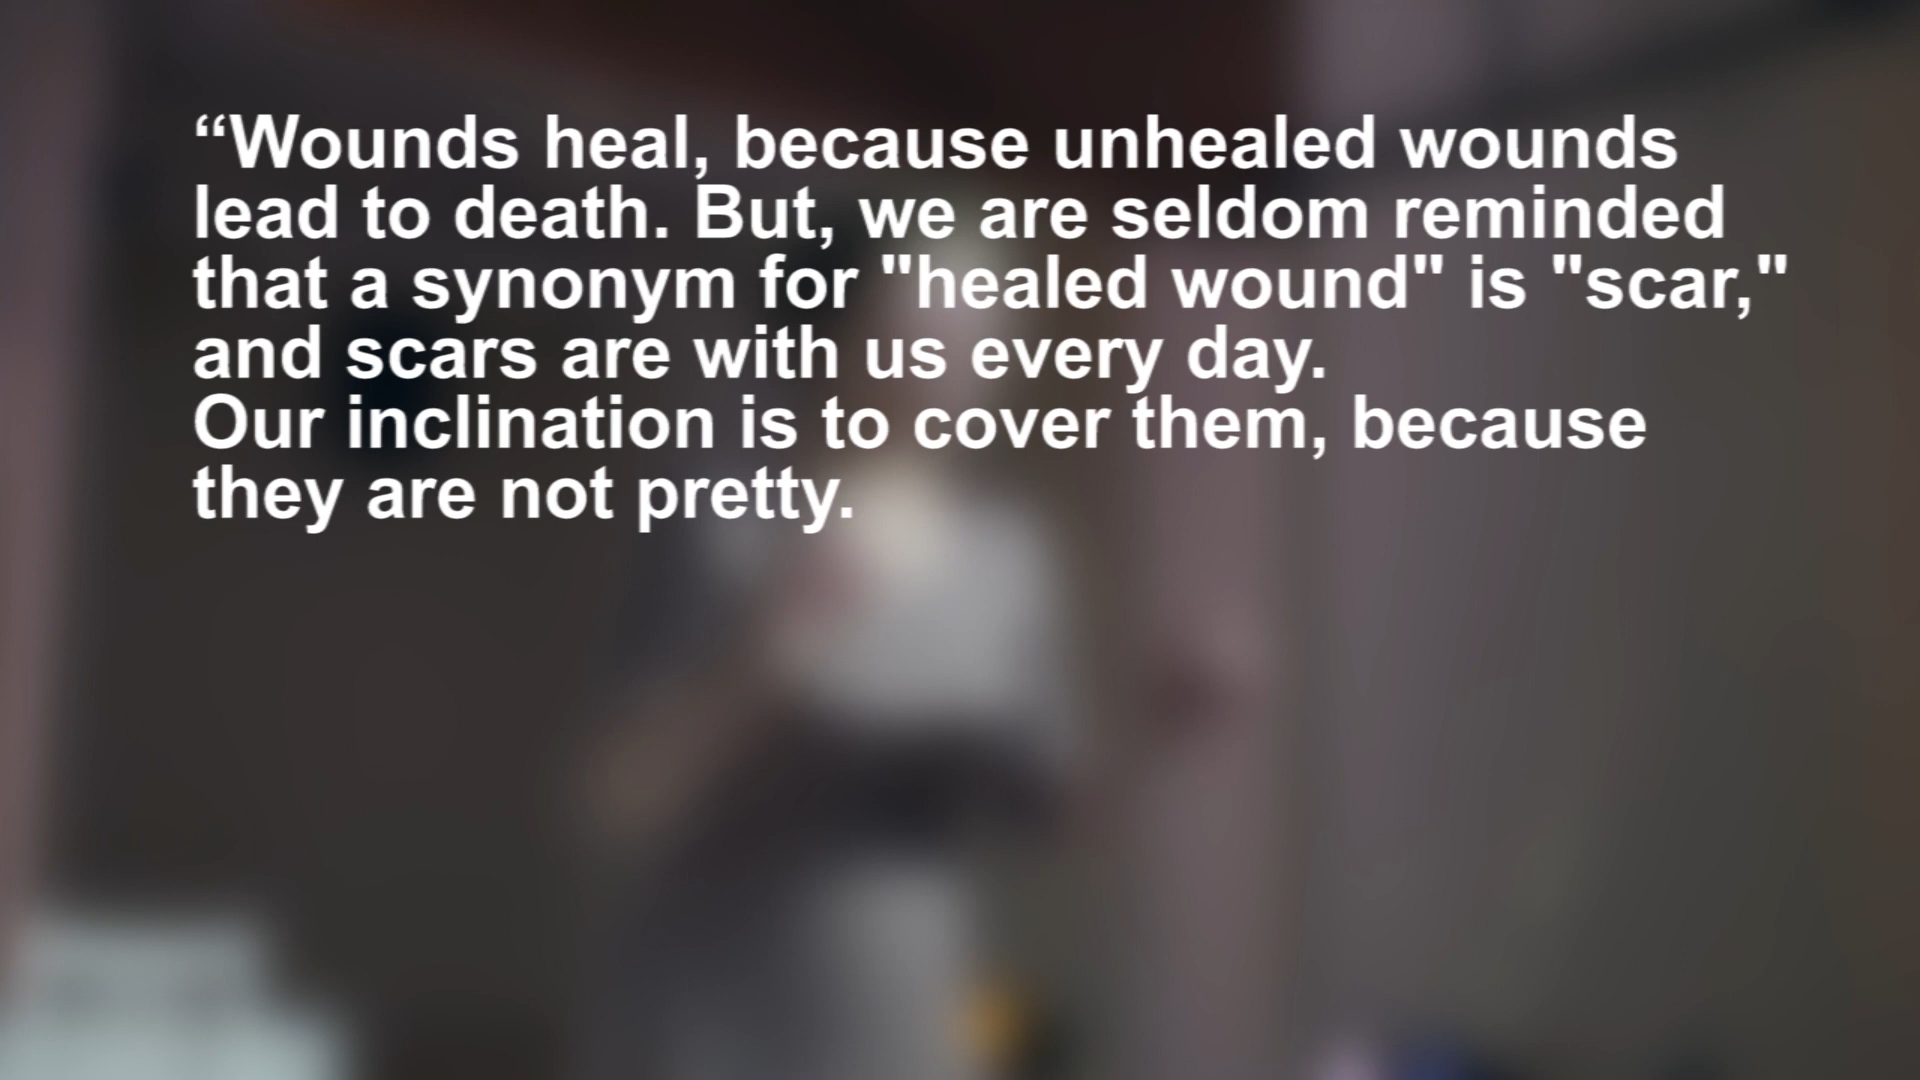 “Wounds heal, because unhealed wounds
lead to death. But, we are seldom reminded
that a synonym for "healed wound" is "scar,"
and scars are with us every day.
Our inclination is to cover them, because
they are not pretty.